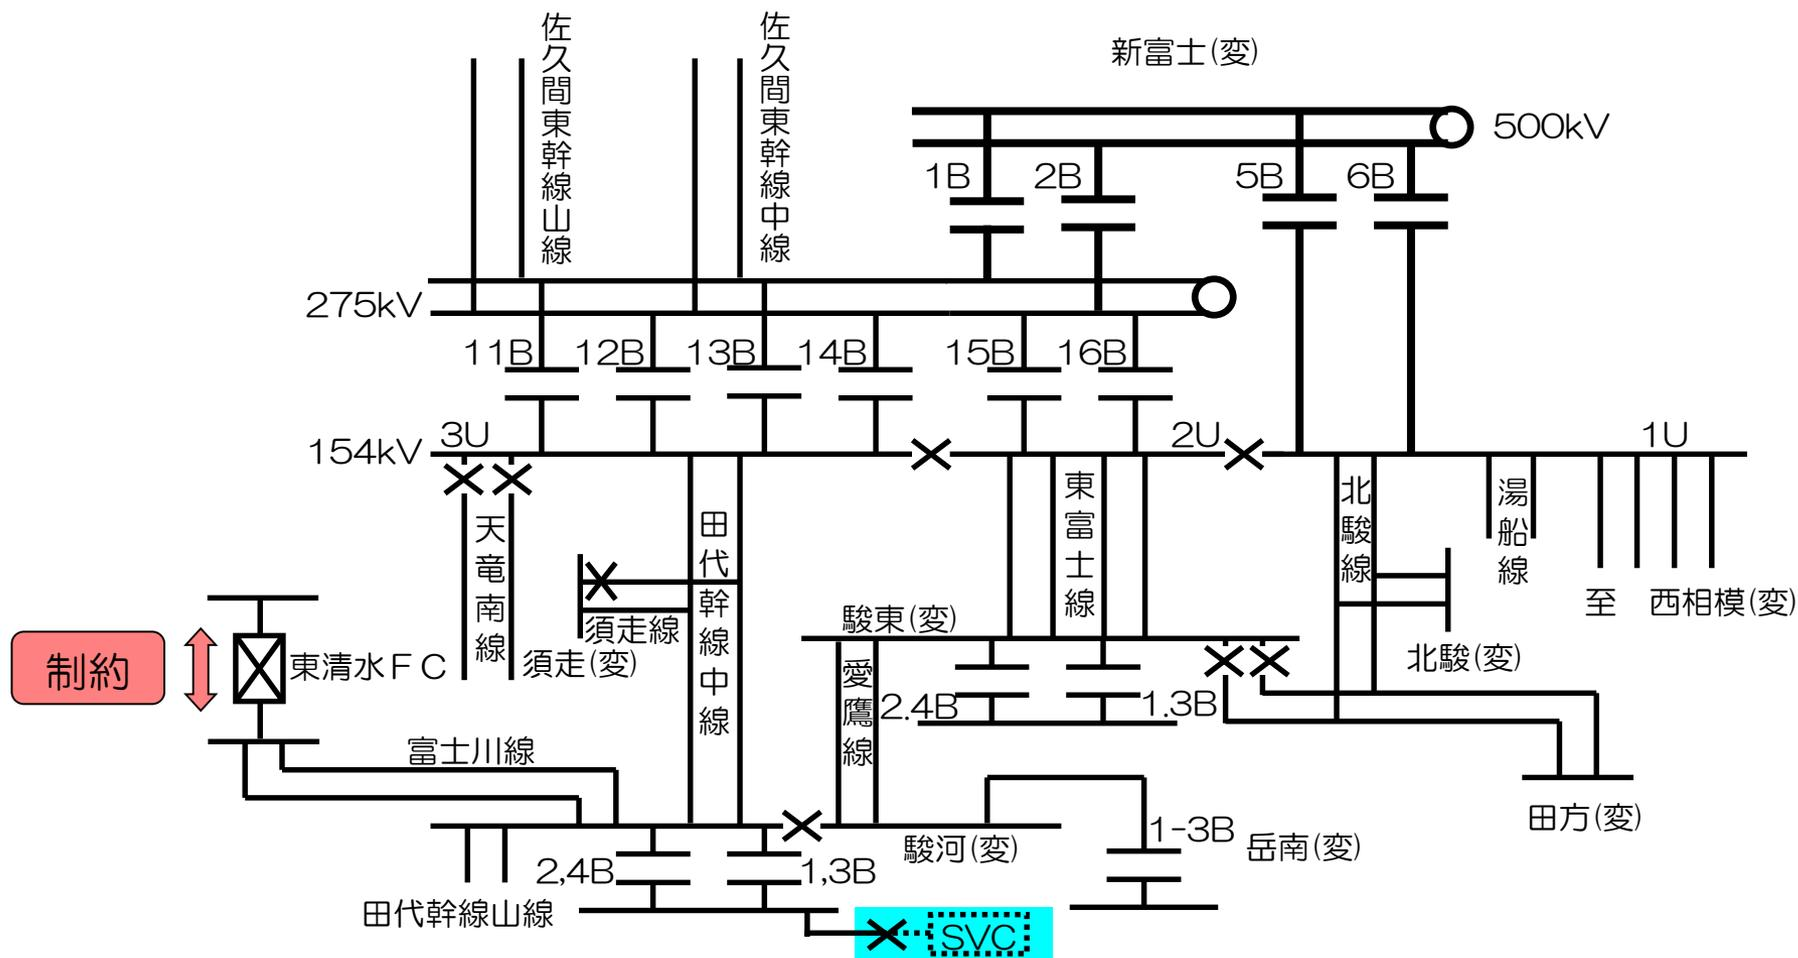 佐久間東幹線山線
佐久間東幹線中線
新富士(変)
500kV
1B
2B
5B
6B
275kV
11B
12B
13B
14B
15B
16B
154kV
3U
2U
1U
天竜南線
田代幹線中線
東富士線
北駿線
湯船線
至 西相模(変)
須走線
須走(変)
駿東(変)
北駿(変)
制約
東清水FC
愛鷹線
2.4B
1.3B
富士川線
田方(変)
駿河(変)
1-3B
岳南(変)
2,4B
1,3B
田代幹線山線
SVC